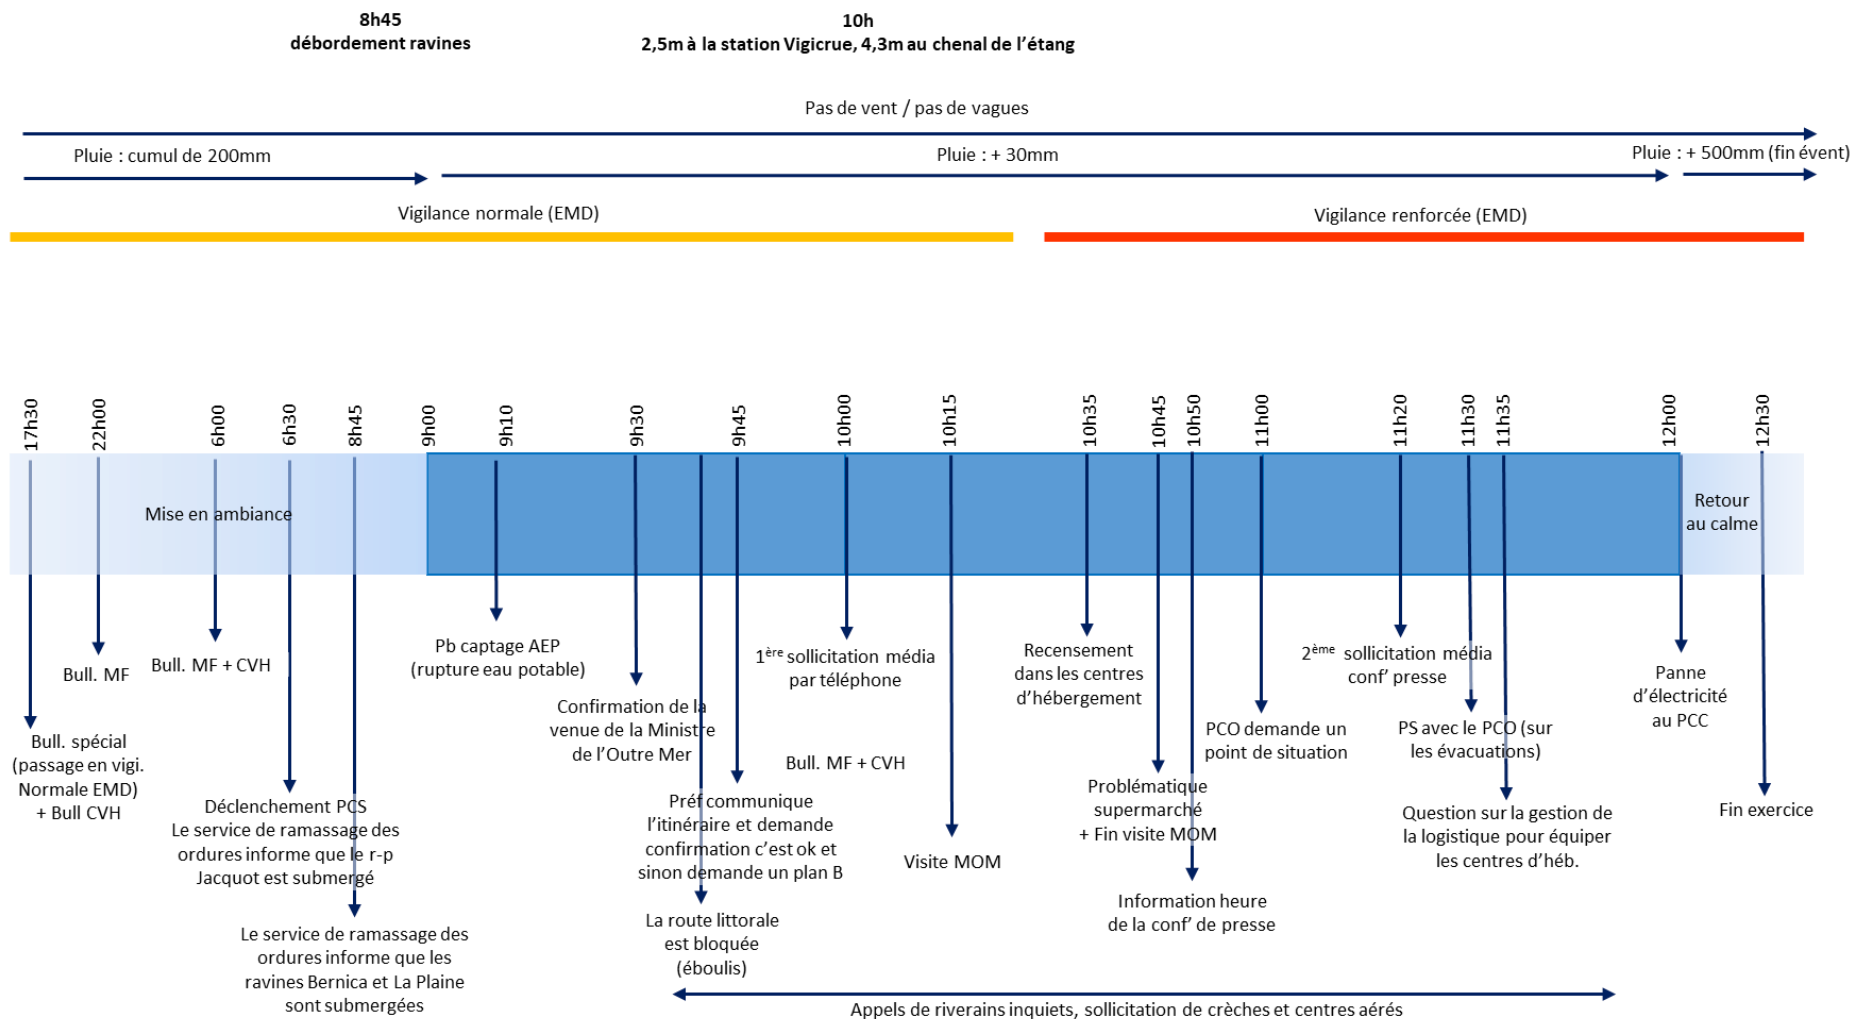 8h45
débordement ravines
10h
2,5m à la station Vigicrue, 4,3m au chenal de l’étang
Pas de vent / pas de vagues
Pluie : cumul de 200mm
Pluie : + 30mm
Pluie : + 500mm (fin évent)
Vigilance normale (EMD)
Vigilance renforcée (EMD)
17h30
22h00
6h00
6h30
8h45
9h00
9h10
9h30
9h45
10h00
10h15
10h35
10h45
10h50
11h00
11h20
11h30
11h35
12h00
12h30
Mise en ambiance
Retour
au calme
Bull. spécial
(passage en vigi.
Normale EMD)
+ Bull CVH
Bull. MF
Bull. MF + CVH
Déclenchement PCS
Le service de ramassage des
ordures informe que le r-p
Jacquot est submergé
Le service de ramassage des
ordures informe que les
ravines Bernica et La Plaine
sont submergées
Pb captage AEP
(rupture eau potable)
Confirmation de la
venue de la Ministre
de l’Outre Mer
La route littorale
est bloquée
(éboulis)
Préf communique
l’itinéraire et demande
confirmation c’est ok et
sinon demande un plan B
1ère sollicitation média
par téléphone
Bull. MF + CVH
Visite MOM
Recensement
dans les centres
d’hébergement
Problématique
supermarché
+ Fin visite MOM
Information heure
de la conf’ de presse
PCO demande un
point de situation
2ème sollicitation média
conf’ presse
PS avec le PCO (sur
les évacuations)
Question sur la gestion de
la logistique pour équiper
les centres d’héb.
Panne
d’électricité
au PCC
Fin exercice
Appels de riverains inquiets, sollicitation de crèches et centres aérés